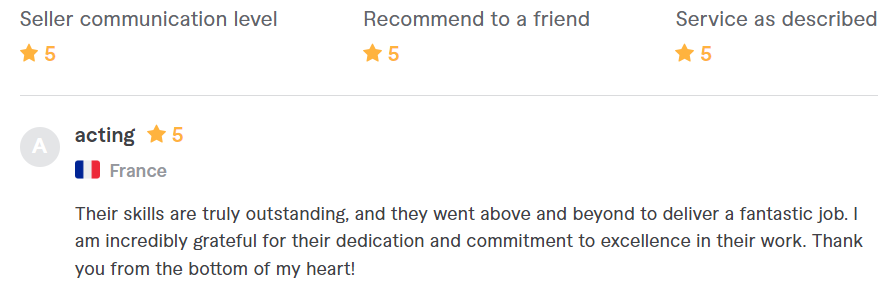 Seller communication level Recommend to a friend Service as described
5 5 5
A acting 5
France
Their skills are truly outstanding, and they went above and beyond to deliver a fantastic job. I
am incredibly grateful for their dedication and commitment to excellence in their work. Thank
you from the bottom of my heart!